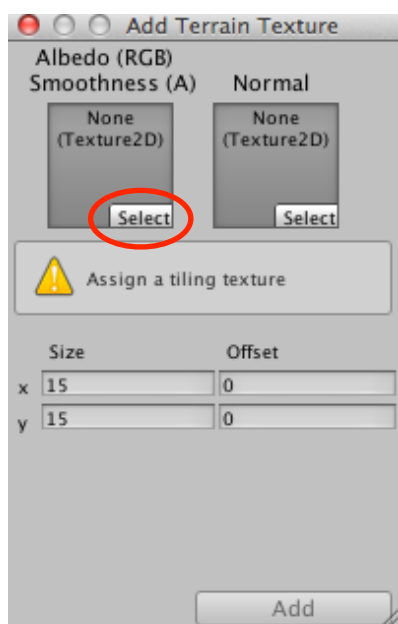 Add Terrain Texture
Albedo (RGB)
Smoothness (A) Normal
None None
(Texture2D) (Texture2D)
Select Select
Assign a tiling texture
Size Offset
x 15 0
y 15 0
Add